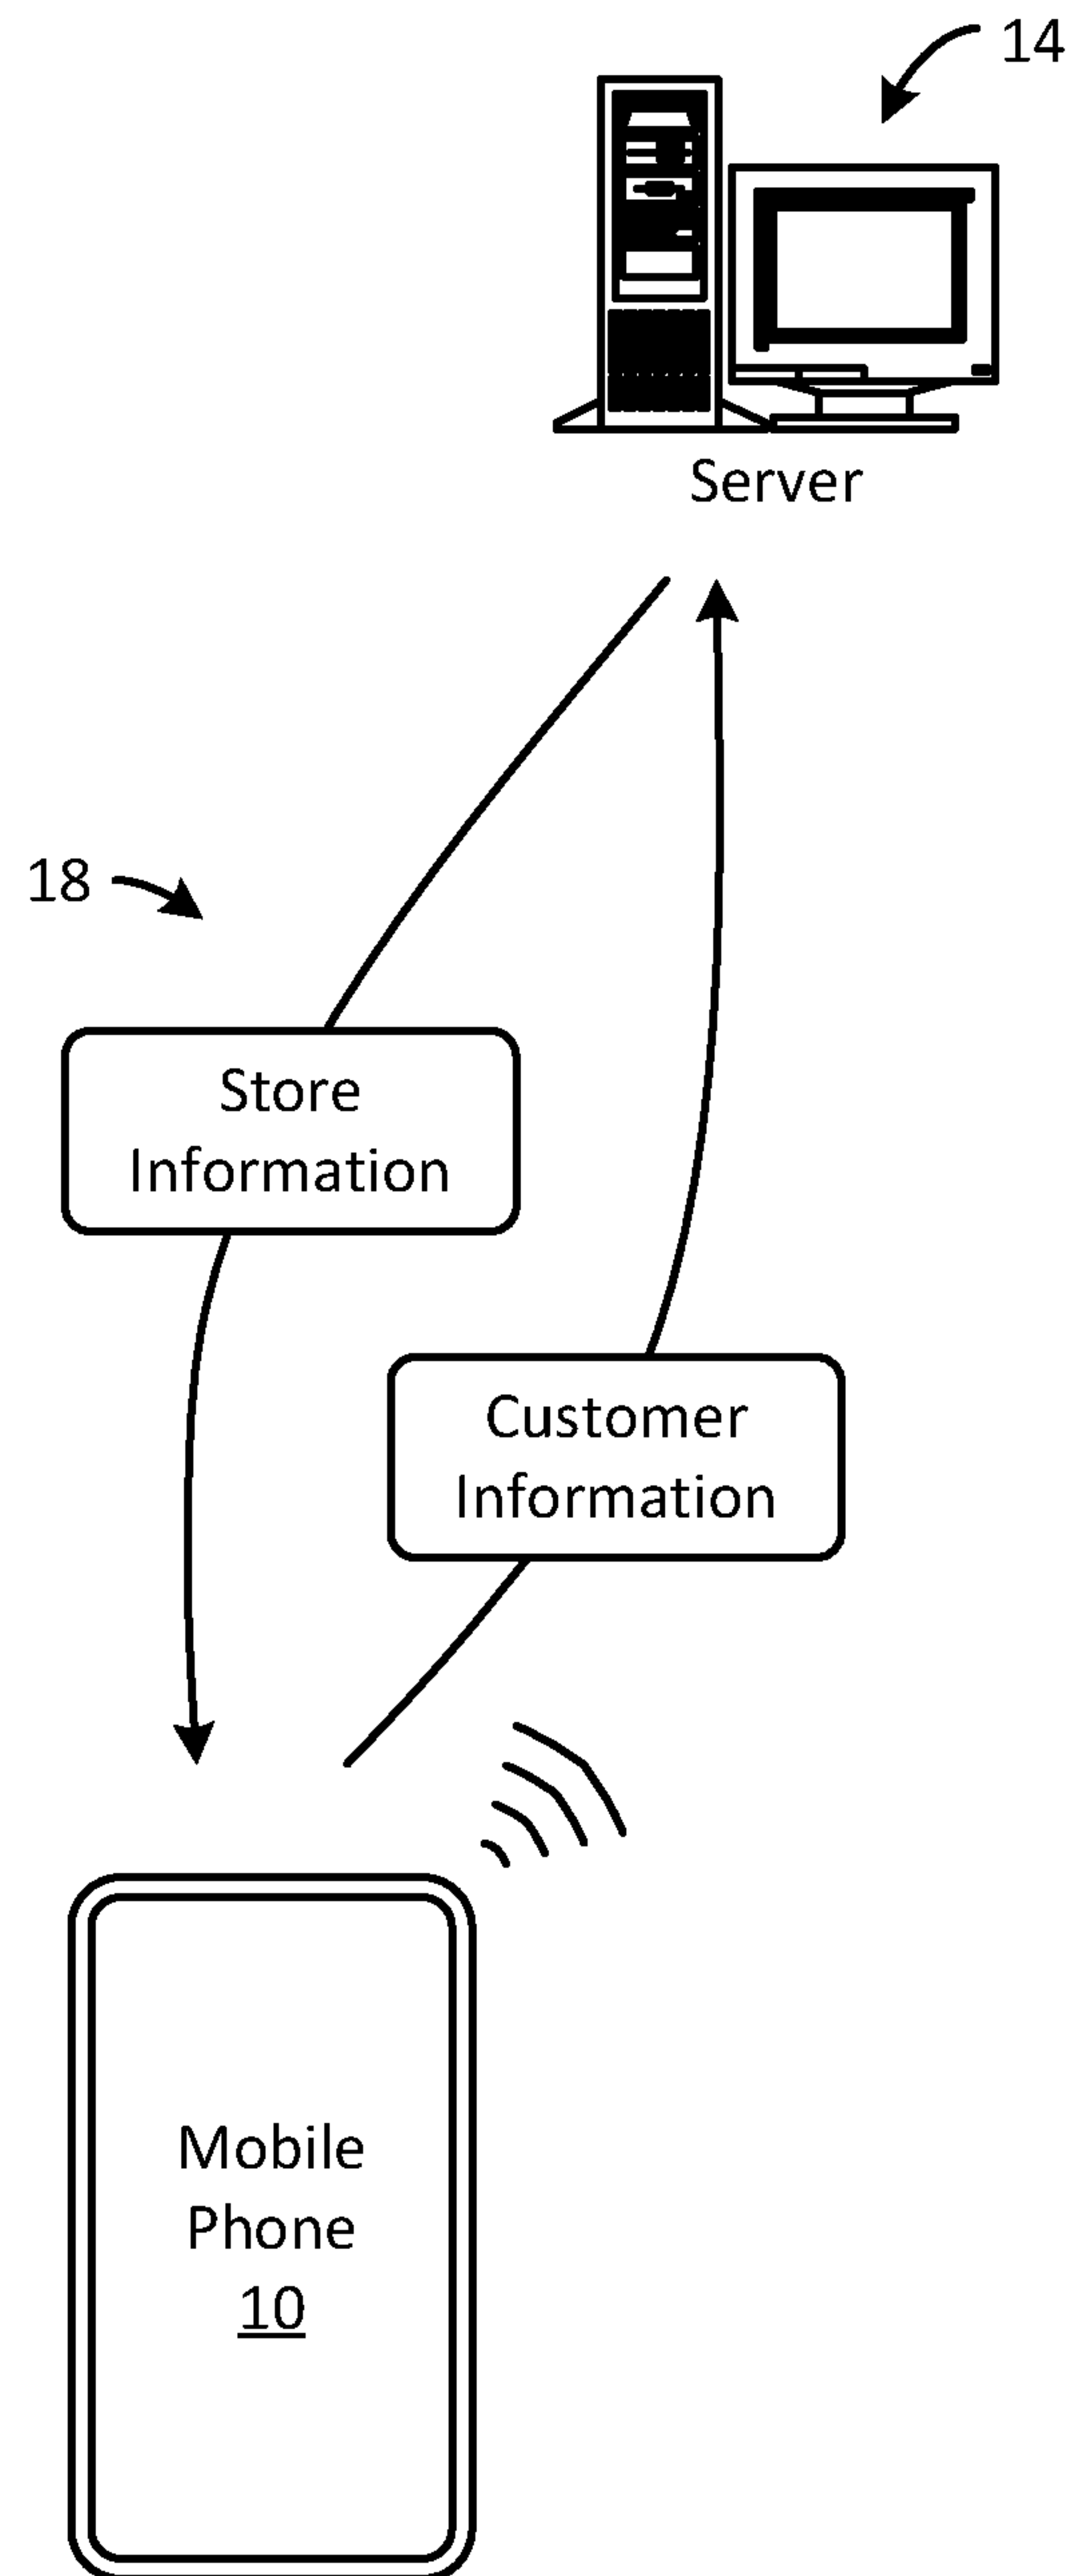 14
Server
18
Store
Information
Customer
Information
Mobile
Phone
10